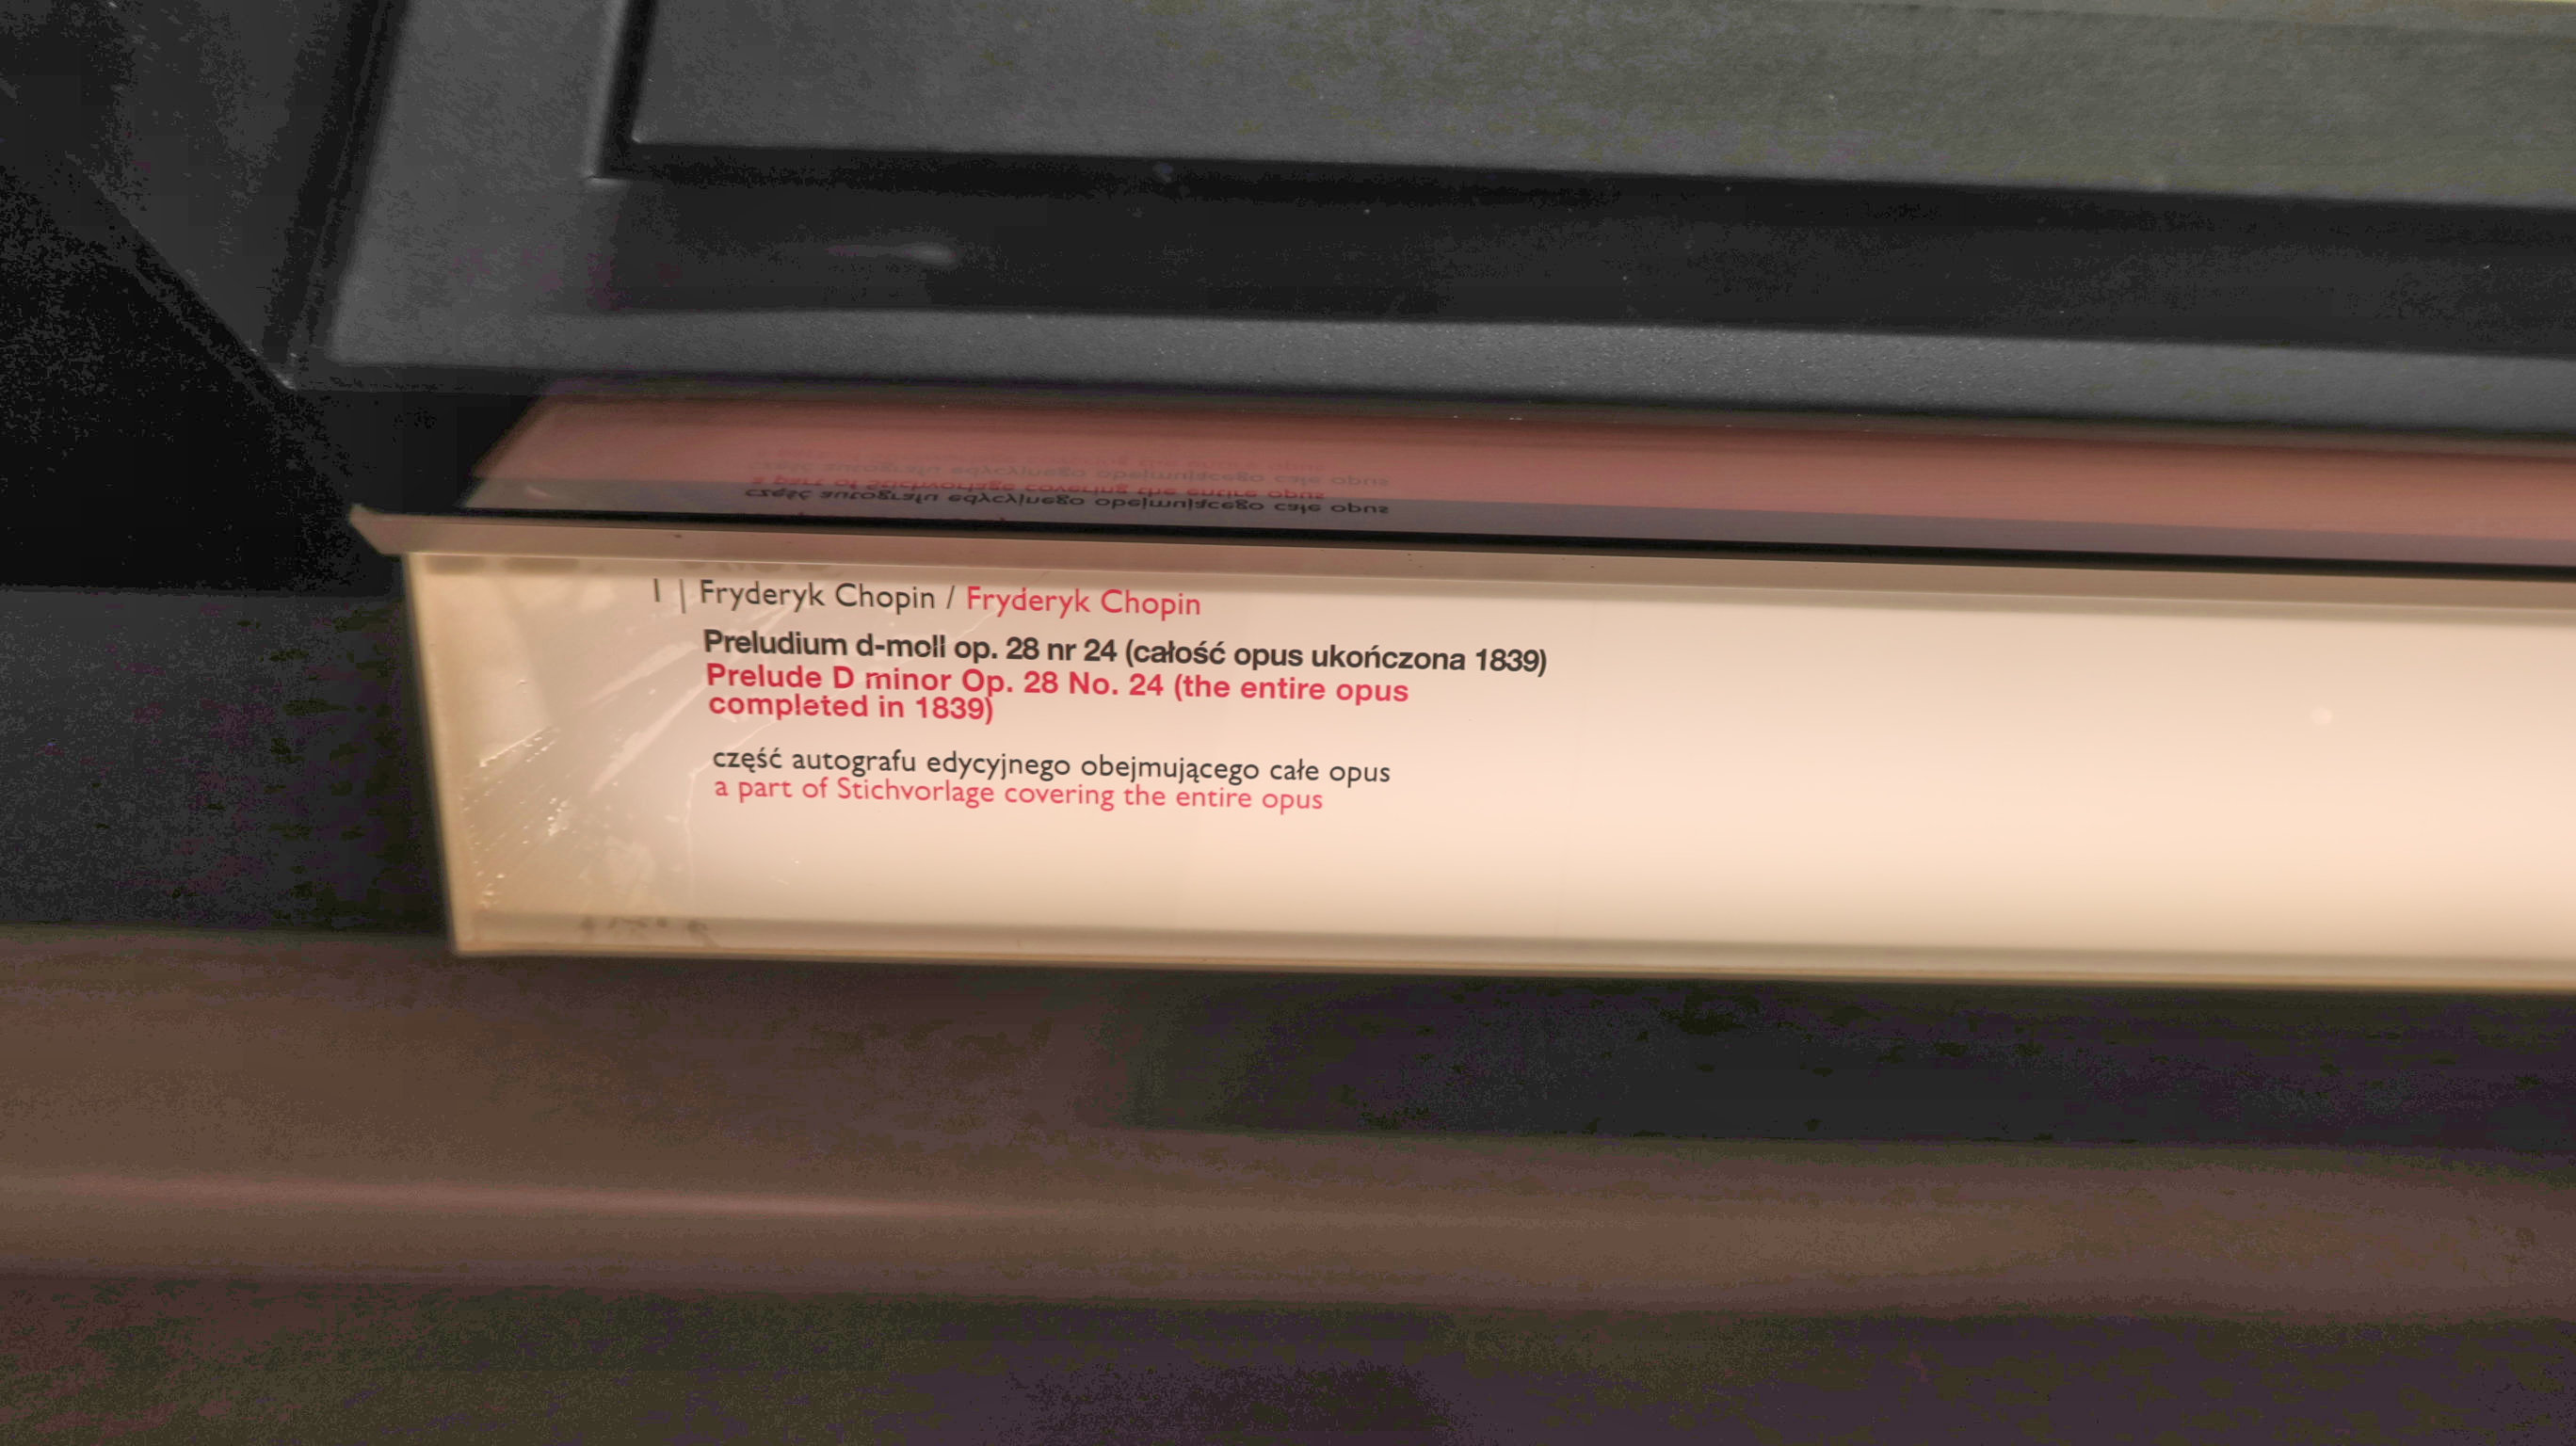 1 | Fryderyk Chopin / Fryderyk Chopin
Preludium d-moll op. 28 nr 24 (całość opus ukończona 1839)
Prelude D minor Op. 28 No. 24 (the entire opus
completed in 1839)
część autografu edycyjnego obejmującego całe opus
a part of Stichvorlage covering the entire opus